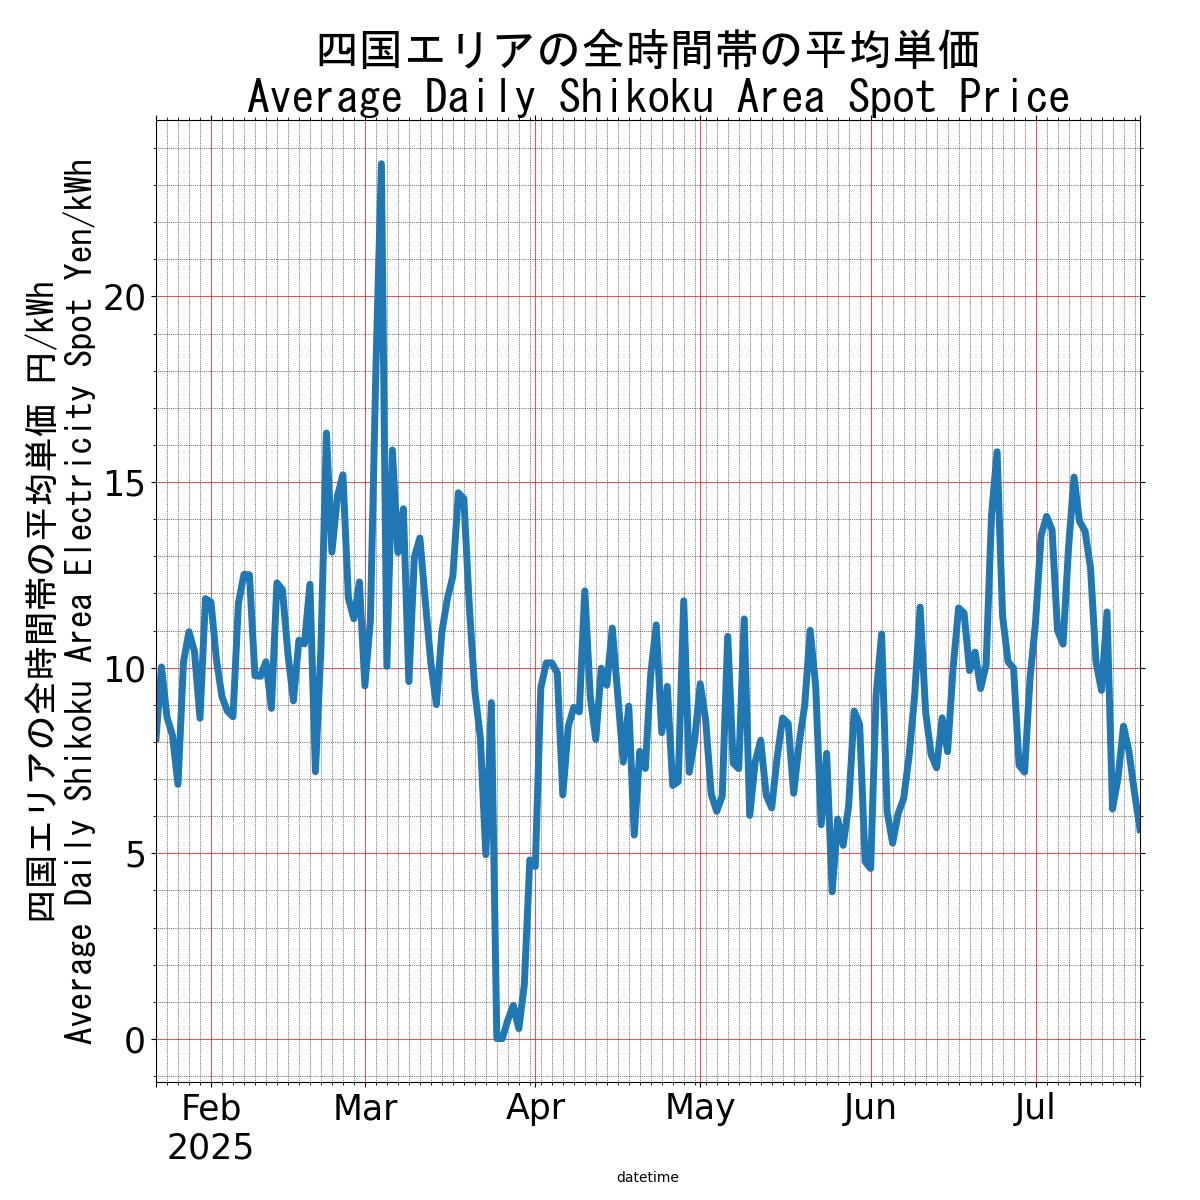 四国エリアの全時間帯の平均単価
Average Daily Shikoku Area Spot Price
四国エリアの全時間帯の平均単価 円/kWh
Average Daily Shikoku Area Electricity Spot Yen/kWh
20
15
10
5
0
Feb
2025
Mar
Apr
May
Jun
Jul
datetime